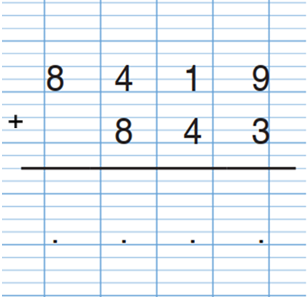 8 4 1 9
+ 8 4 3
. . . .